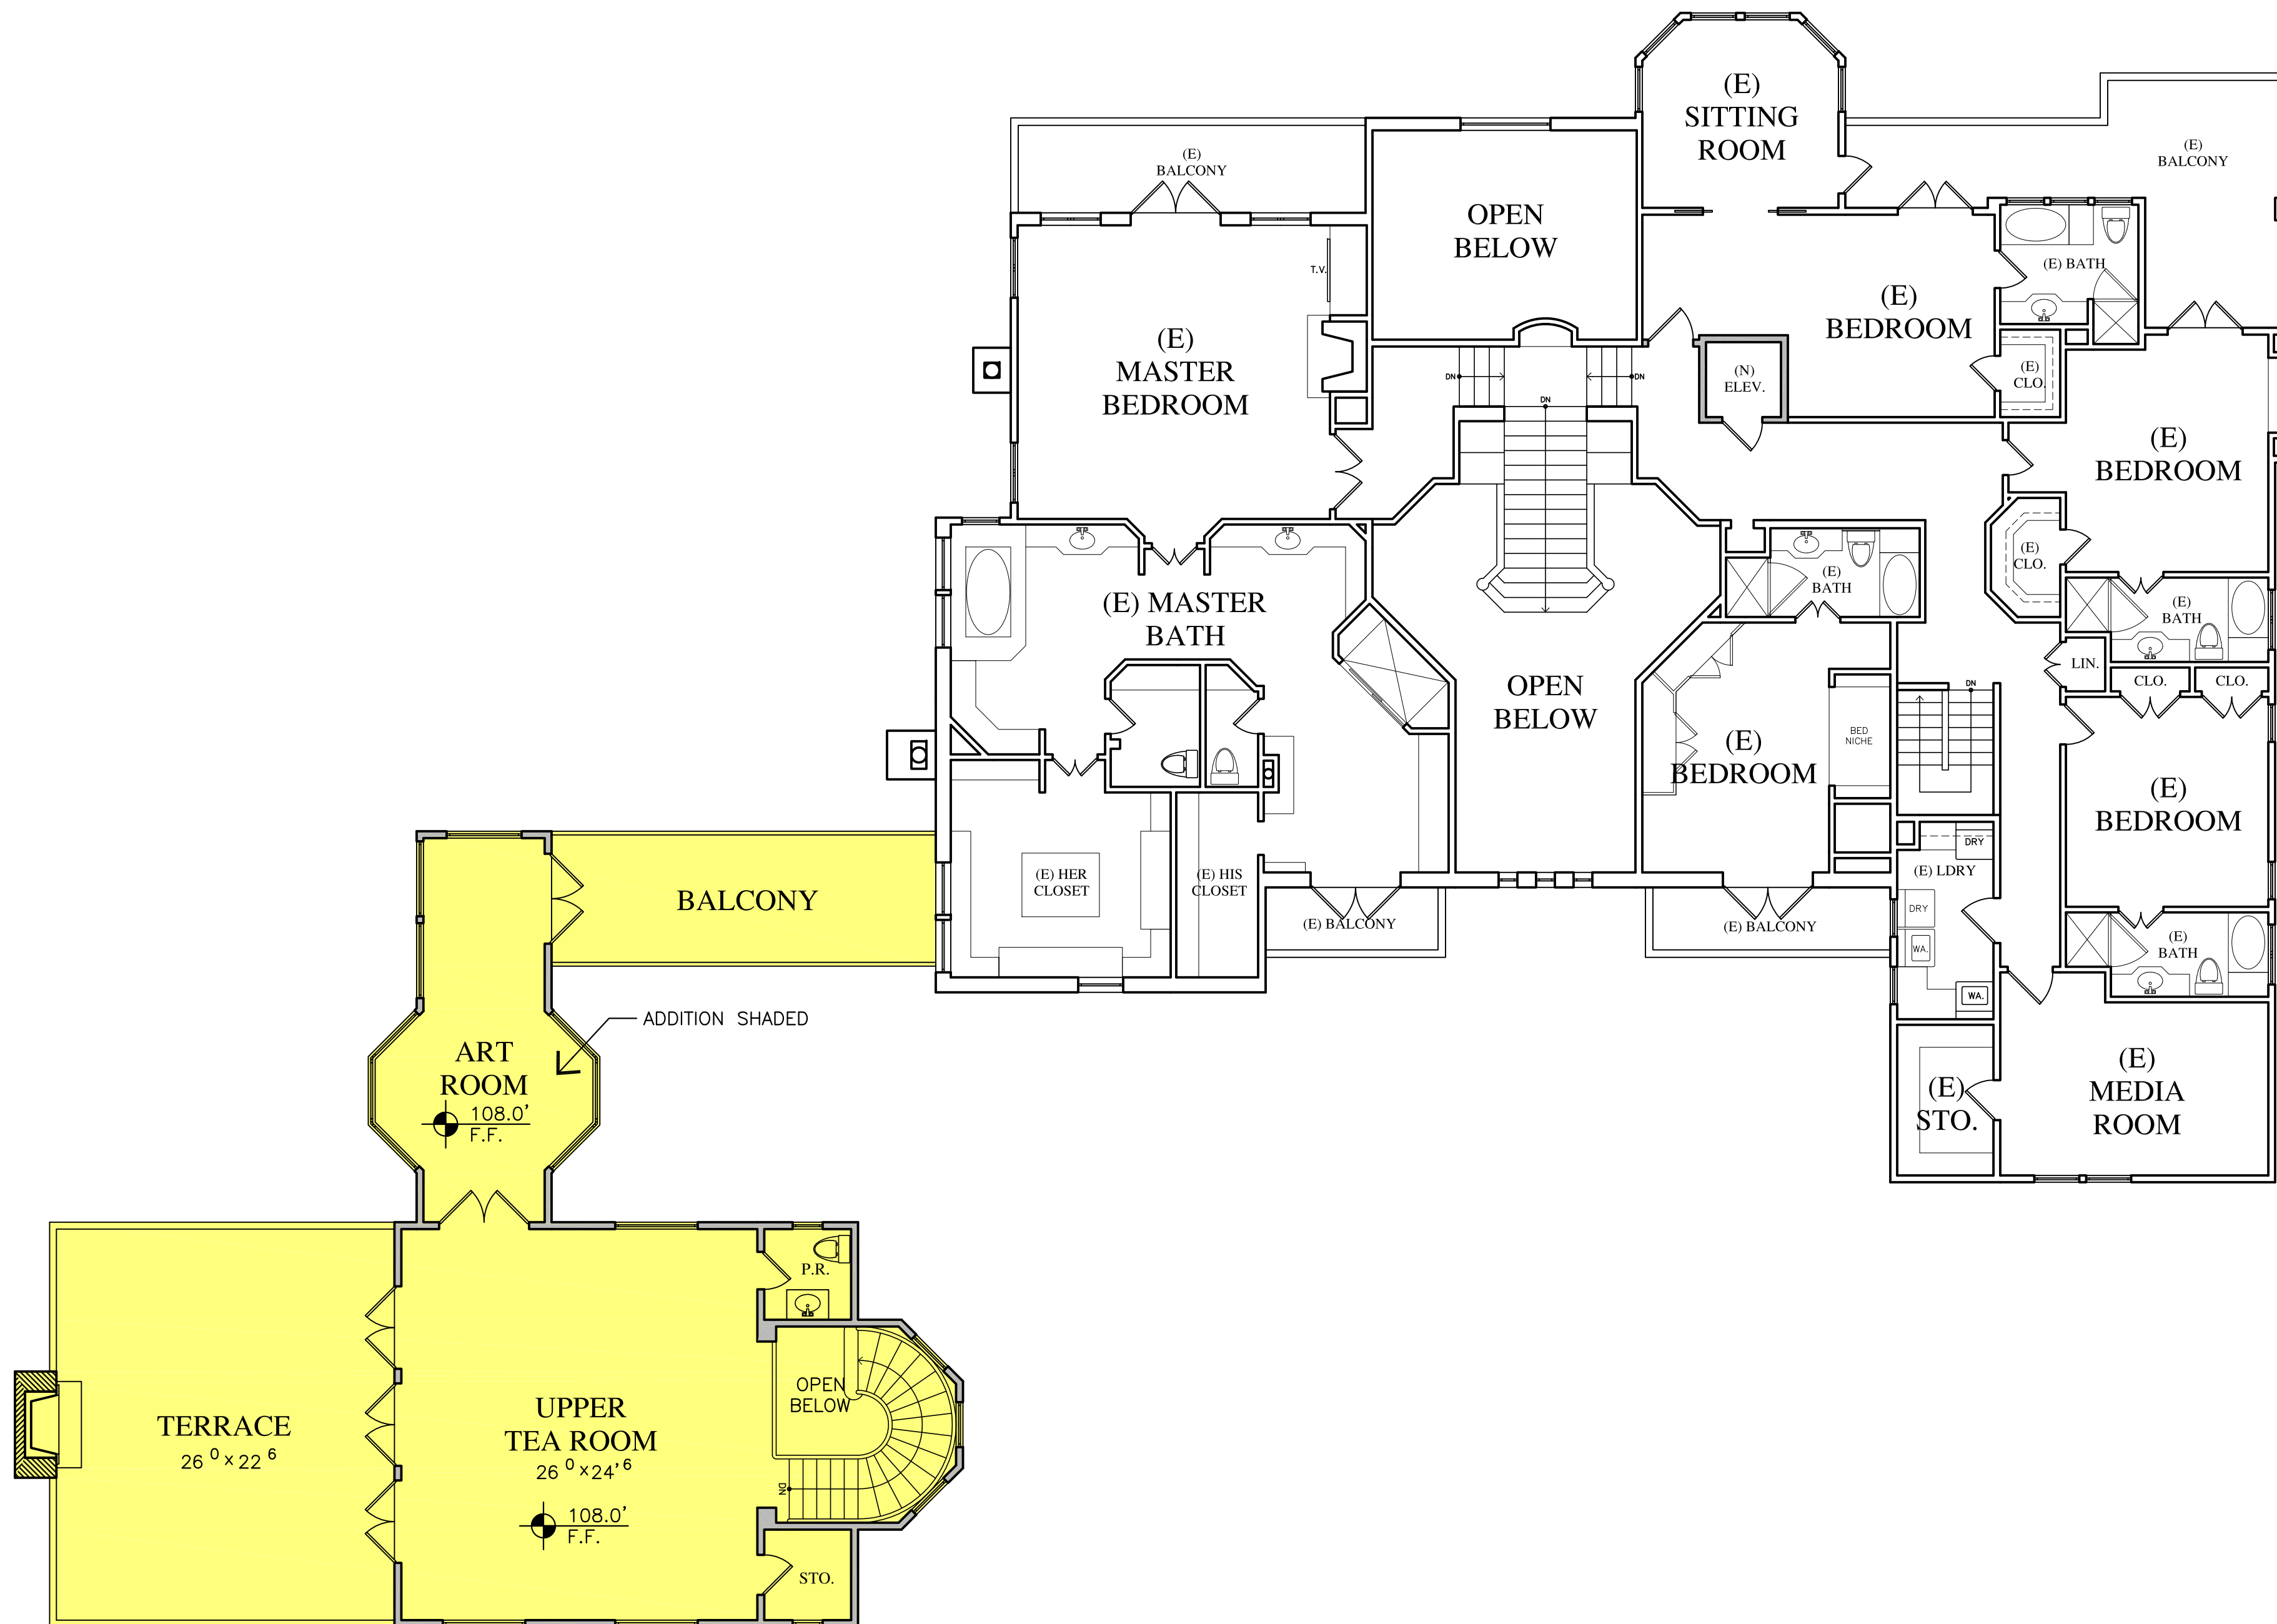 (E)
SITTING
ROOM
(E)
BALCONY
(E)
BALCONY
OPEN
BELOW
T.V.
(E) BATH
(E)
BEDROOM
(E)
MASTER
BEDROOM
DN
DN
DN
(N)
ELEV.
(E)
CLO.
(E)
BEDROOM
(E)
CLO.
(E)
BATH
(E) MASTER
BATH
(E)
BATH
LIN.
CLO.
CLO.
DN
OPEN
BELOW
(E)
BEDROOM
BED
NICHE
(E)
BEDROOM
DRY
(E) LDRY
DRY
WA.
WA.
(E) HER
CLOSET
(E) HIS
CLOSET
(E) BALCONY
(E) BALCONY
(E)
BATH
BALCONY
ADDITION SHADED
ART
ROOM
108.0'
F.F.
(E)
STO.
(E)
MEDIA
ROOM
P.R.
OPEN
BELOW
DN
TERRACE
26 0 x 22 6
UPPER
TEA ROOM
26 0 x 24' 6
108.0'
F.F.
STO.